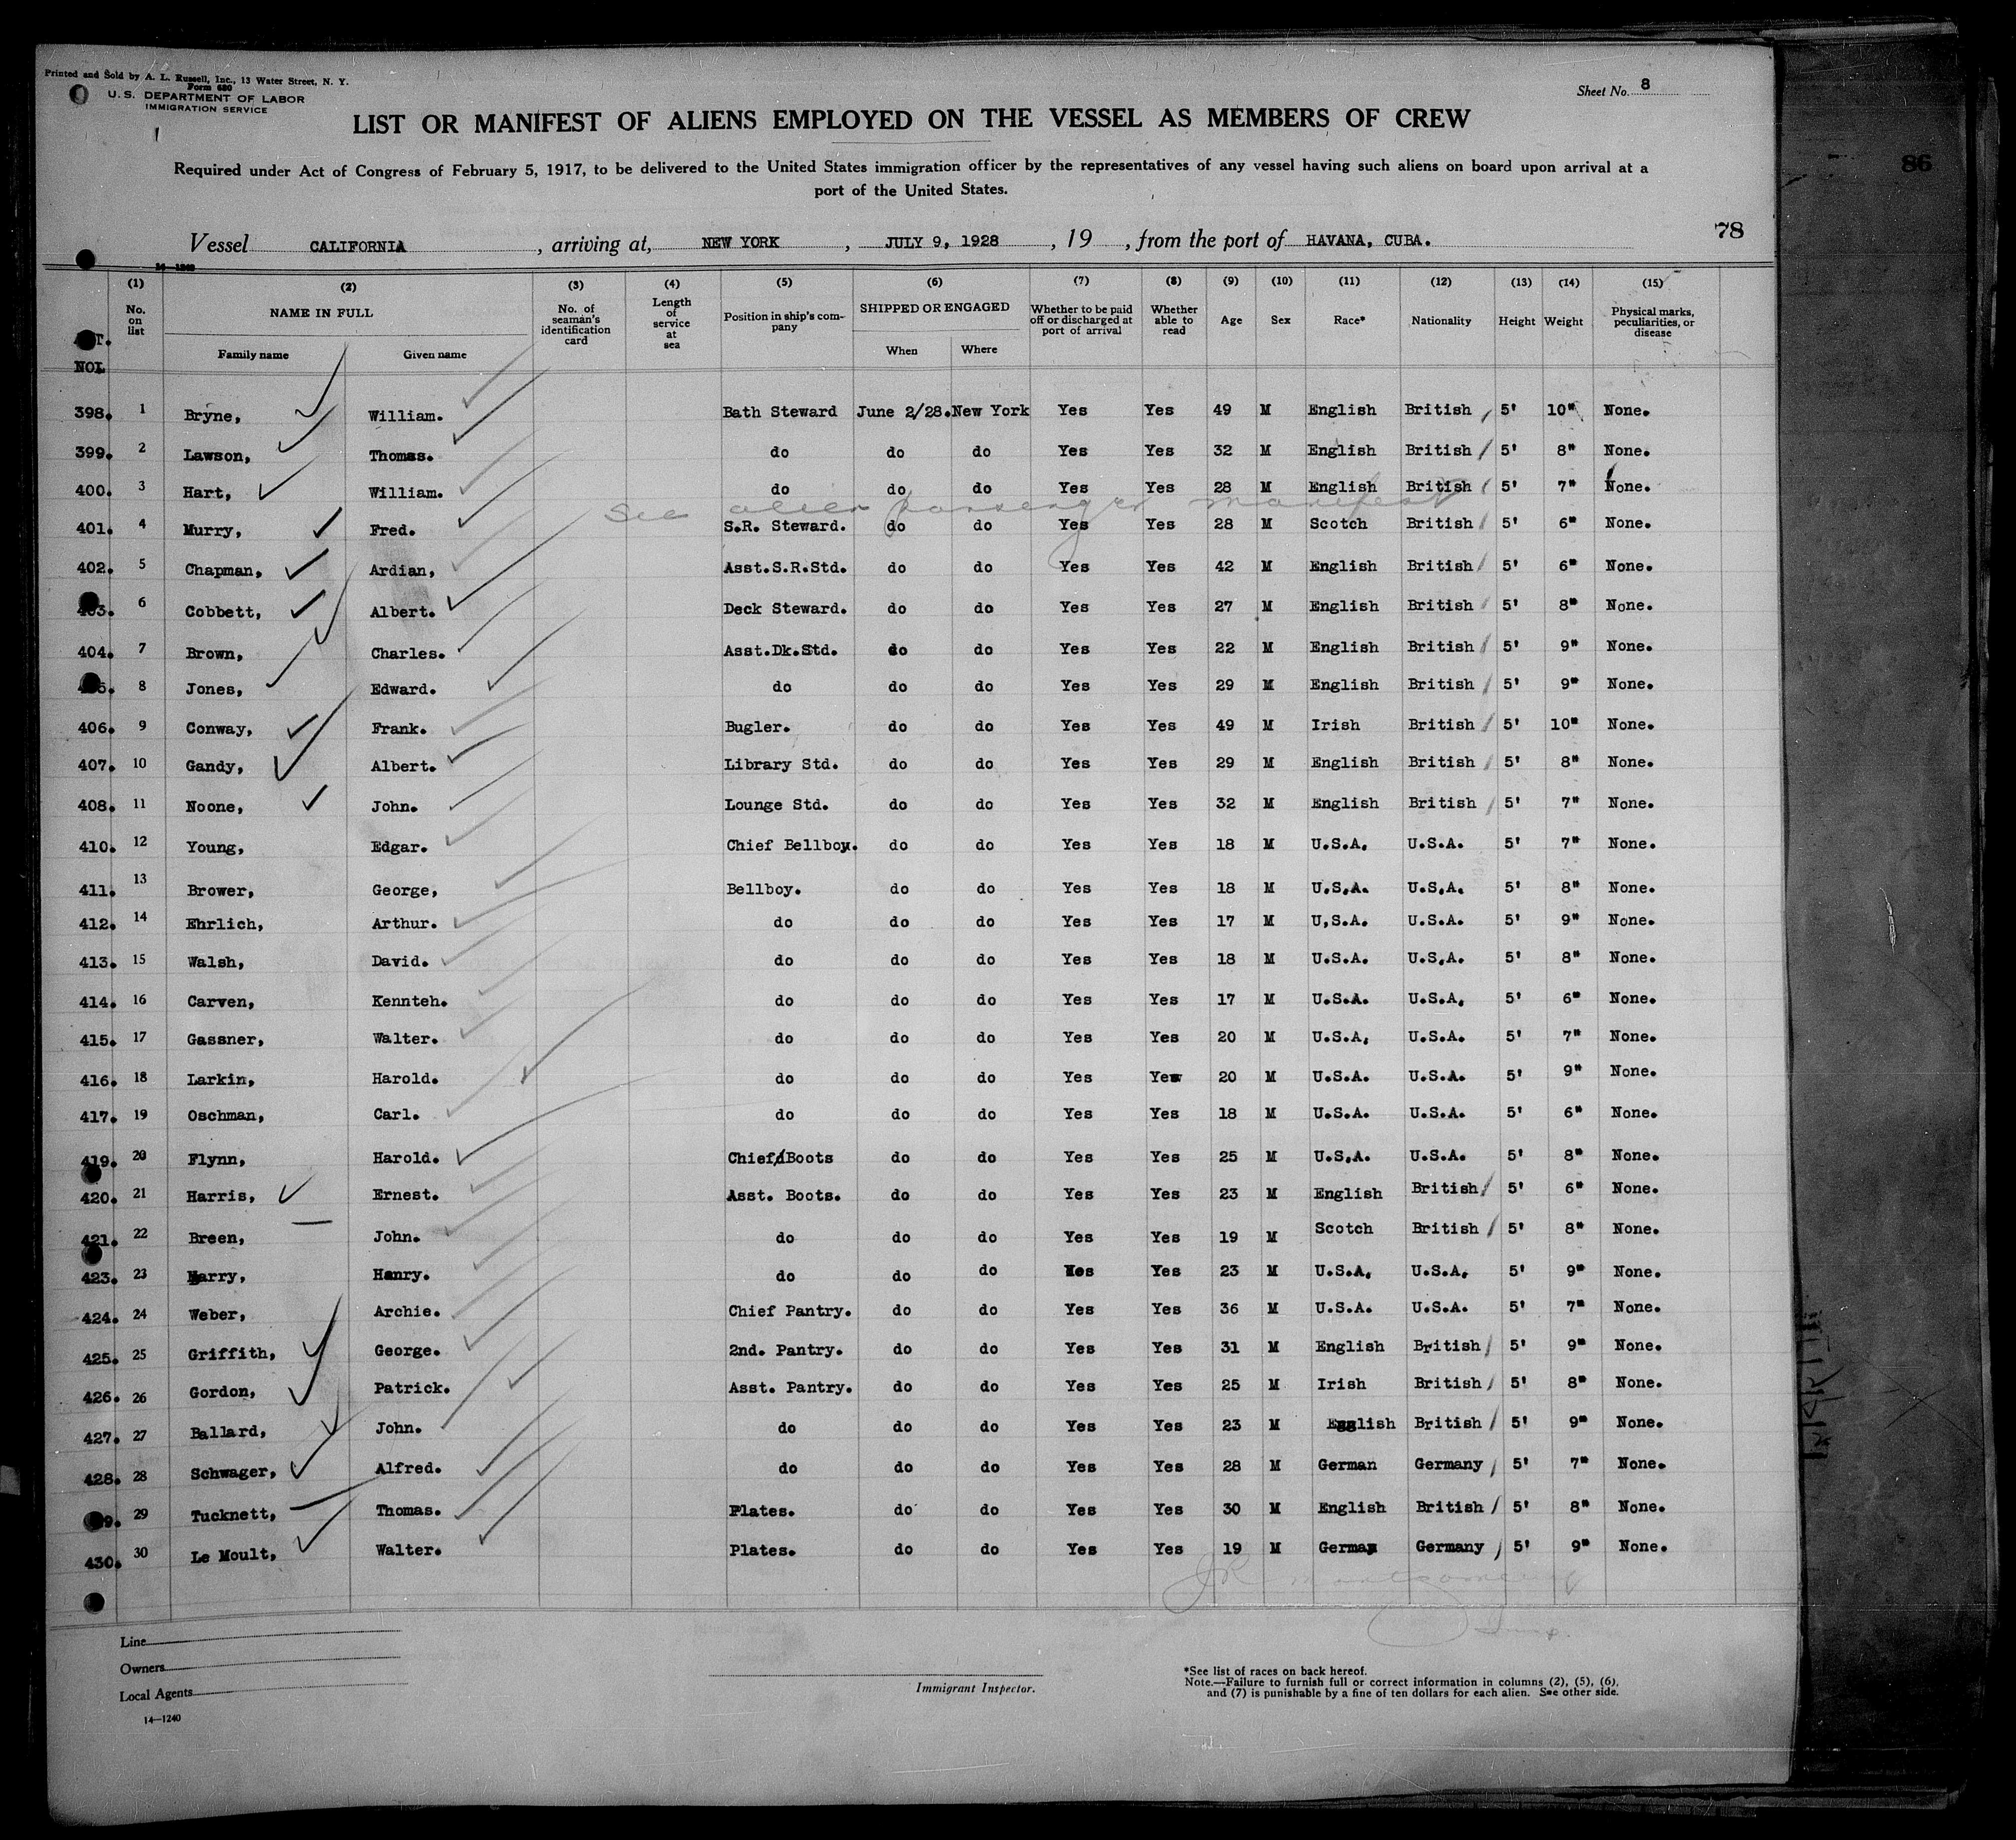 Printed and Sold by A. L. Russell, Inc., 13 Water Street, N. Y.
Form 680
U.S. DEPARTMENT OF LABOR
IMMIGRATION SERVICE
Sheet No. 8
LIST OR MANIFEST OF ALIENS EMPLOYED ON THE VESSEL AS MEMBERS OF CREW
Required under Act of Congress of February 5, 1917, to be delivered to the United States immigration officer by the representatives of any vessel having such aliens on board upon arrival at a
port of the United States.
86
78
Vessel CALIFORNIA, arriving at, NEW YORK, JULY 9, 1928, 19 , from the port of HAVANA, CUBA.
14—1240
(1) (2) (3) (4) (5) (6) (7) (8) (9) (10) (11) (12) (13) (14) (15)
No. on list NAME IN FULL No. of seaman's identification card Length of service at sea Position in ship's company SHIPPED OR ENGAGED Whether to be paid off or discharged at port of arrival Whether able to read Age Sex Race* Nationality Height Weight Physical marks, peculiarities, or disease
Family name Given name When Where
NOL
398. 1 Bryne, William. Bath Steward June 2/28. New York Yes Yes 49 M English British 5' 10" None.
399. 2 Lawson, Thomas. do do do Yes Yes 32 M English British 5' 8" None.
400. 3 Hart, William. do do do Yes Yes 28 M English British 5' 7" None.
See alien passenger manifest
401. 4 Murry, Fred. S.R. Steward. do do Yes Yes 28 M Scotch British 5' 6" None.
402. 5 Chapman, Ardian, Asst.S.R.Std. do do Yes Yes 42 M English British 5' 6" None.
403. 6 Cobbett, Albert. Deck Steward. do do Yes Yes 27 M English British 5' 8" None.
404. 7 Brown, Charles. Asst.Dk.Std. do do Yes Yes 22 M English British 5' 9" None.
5. 8 Jones, Edward. do do do Yes Yes 29 M English British 5' 9" None.
406. 9 Conway, Frank. Bugler. do do Yes Yes 49 M Irish British 5' 10" None.
407. 10 Gandy, Albert. Library Std. do do Yes Yes 29 M English British 5' 8" None.
408. 11 Noone, John. Lounge Std. do do Yes Yes 32 M English British 5' 7" None.
410. 12 Young, Edgar. Chief Bellboy. do do Yes Yes 18 M U.S.A, U.S.A. 5' 7" None.
411. 13 Brower, George, Bellboy. do do Yes Yes 18 M U.S.A. U.S.A. 5' 8" None.
412. 14 Ehrlich, Arthur. do do do Yes Yes 17 M U,S.A. U.S.A. 5' 9" None.
413. 15 Walsh, David. do do do Yes Yes 18 M U.S.A. U.S.A. 5' 8" None.
414. 16 Carven, Kennteh. do do do Yes Yes 17 M U.S.A. U.S.A, 5' 6" None.
415. 17 Gassner, Walter. do do do Yes Yes 20 M U.S.A, U.S.A. 5' 7" None.
416. 18 Larkin, Harold. do do do Yes Yes 20 M U.S.A. U.S.A. 5' 9" None.
417. 19 Oschman, Carl. do do do Yes Yes 18 M U.S.A. U.S.A. 5' 6" None.
419. 20 Flynn, Harold. Chief Boots do do Yes Yes 25 M U.S.A. U.S.A. 5' 8" None.
420. 21 Harris, Ernest. Asst. Boots. do do Yes Yes 23 M English British 5' 6" None.
421. 22 Breen, John. do do do Yes Yes 19 M Scotch British 5' 8" None.
423. 23 arry, Hanry. do do do Yes Yes 23 M U.S.A, U.S.A, 5' 9" None.
424. 24 Weber, Archie. Chief Pantry. do do Yes Yes 36 M U.S.A. U.S.A. 5' 7" None.
425. 25 Griffith, George. 2nd. Pantry. do do Yes Yes 31 M English British 5' 9" None.
426. 26 Gordon, Patrick. Asst. Pantry. do do Yes Yes 25 M Irish British 5' 8" None.
427. 27 Ballard, John. do do do Yes Yes 23 M English British 5' 9" None.
428. 28 Schwager, Alfred. do do do Yes Yes 28 M German Germany 5' 7" None.
9. 29 Tucknett, Thomas. Plates. do do Yes Yes 30 M English British 5' 8" None.
430. 30 Le Moult, Walter. Plates. do do Yes Yes 19 M German Germany 5' 9" None.
Line
Owners
Local Agents
14—1240
Immigrant Inspector.
*See list of races on back hereof.
Note.—Failure to furnish full or correct information in columns (2), (5), (6),
and (7) is punishable by a fine of ten dollars for each alien. See other side.